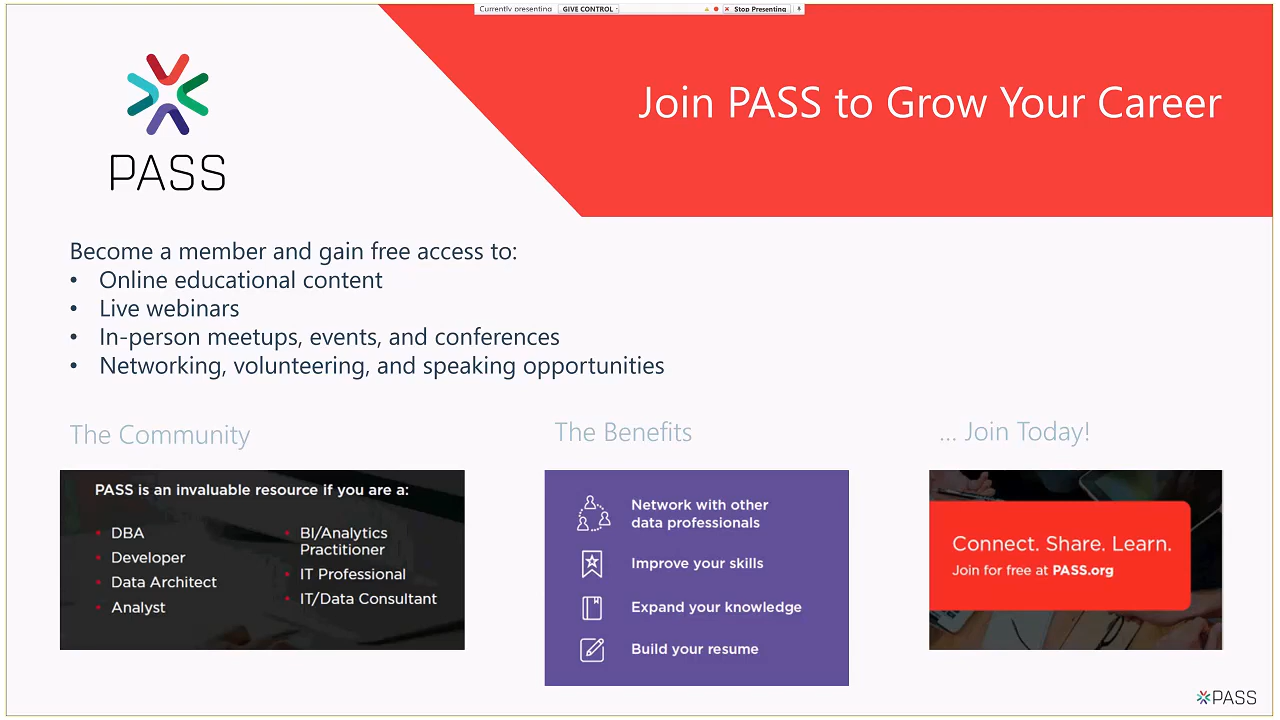 Currently presenting GIVE CONTROL Stop Presenting
PASS
Join PASS to Grow Your Career
Become a member and gain free access to:
• Online educational content
• Live webinars
• In-person meetups, events, and conferences
• Networking, volunteering, and speaking opportunities
The Community
PASS is an invaluable resource if you are a:
• DBA
• Developer
• Data Architect
• Analyst
• BI/Analytics
Practitioner
• IT Professional
• IT/Data Consultant
The Benefits
Network with other
data professionals
Improve your skills
Expand your knowledge
Build your resume
... Join Today!
Connect. Share. Learn.
Join for free at PASS.org
PASS